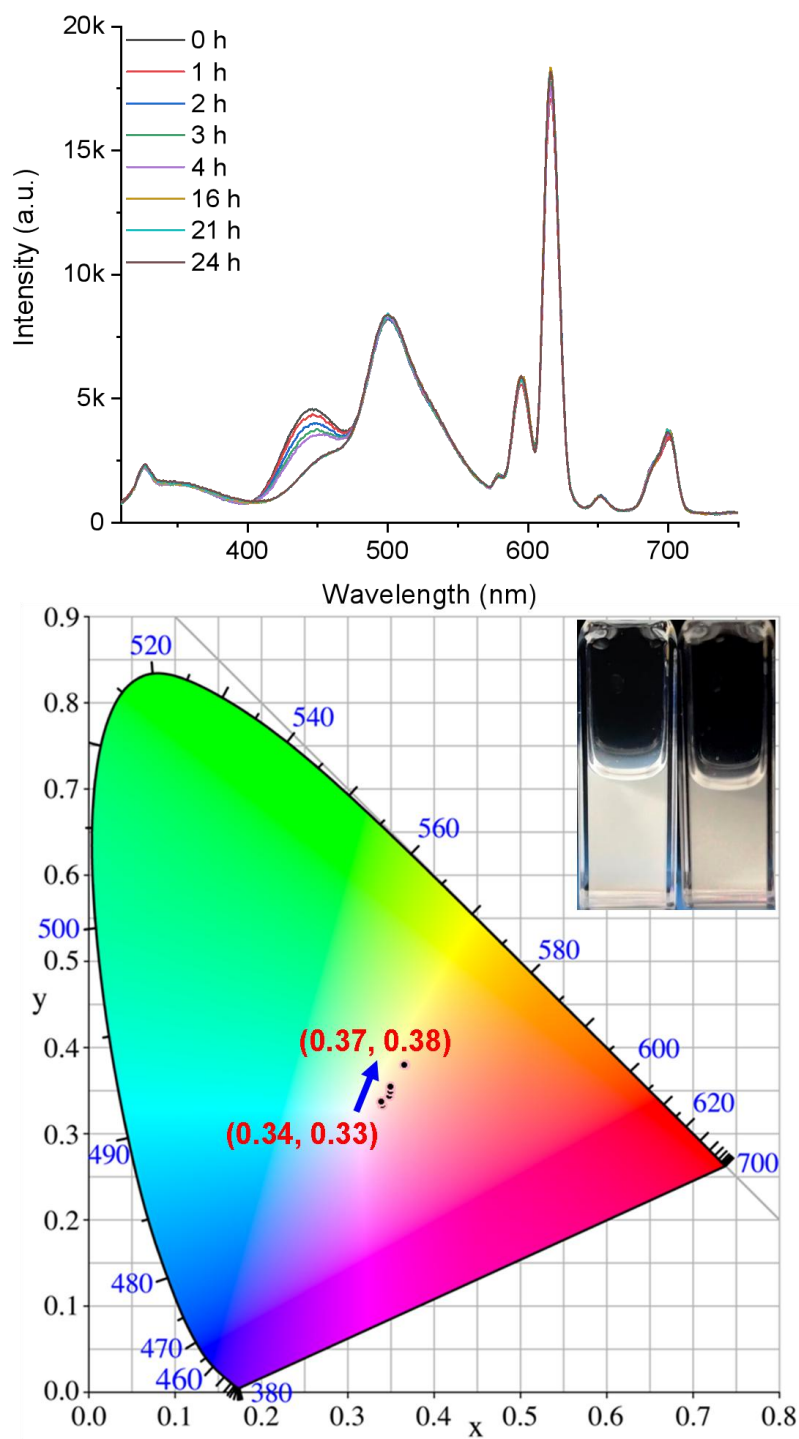 20k
0 h
1 h
2 h
3 h
4 h
16 h
21 h
24 h
15k
10k
5k
0
Intensity (a.u.)
400 500 600 700
Wavelength (nm)
0.9
520
0.8
540
0.7
560
0.6
500
580
0.5
y
(0.37, 0.38)
0.4
600
620
(0.34, 0.33)
0.3
490
700
0.2
480
0.1
470
460
380
0.0
0.0 0.1 0.2 0.3 0.4 0.5 0.6 0.7 0.8
x